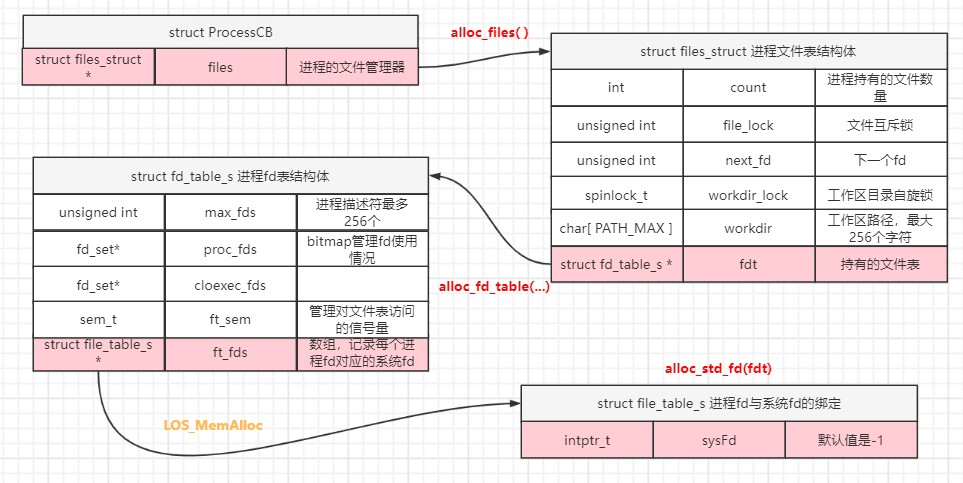 struct ProcessCB
struct files_struct
*
files
进程的文件管理器
alloc_files( )
struct files_struct 进程文件表结构体
int
count
进程持有的文件数
量
unsigned int
file_lock
文件互斥锁
unsigned int
next_fd
下一个fd
spinlock_t
workdir_lock
工作区目录自旋锁
char[ PATH_MAX ]
workdir
工作区路径，最大
256个字符
struct fd_table_s *
fdt
持有的文件表
alloc_fd_table(...)
struct fd_table_s 进程fd表结构体
unsigned int
max_fds
进程描述符最多
256个
fd_set*
proc_fds
bitmap管理fd使用
情况
fd_set*
cloexec_fds
sem_t
ft_sem
管理对文件表访问
的信号量
struct file_table_s
*
ft_fds
数组，记录每个进
程fd对应的系统fd
LOS_MemAlloc
alloc_std_fd(fdt)
struct file_table_s 进程fd与系统fd的绑定
intptr_t
sysFd
默认值是-1